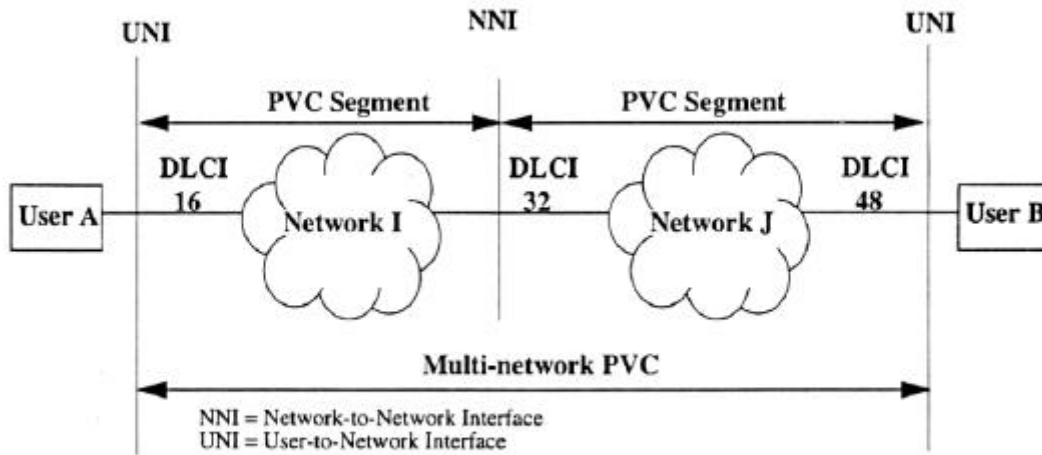 UNI NNI UNI
PVC Segment PVC Segment
DLCI DLCI DLCI
User A 16 Network I 32 Network J 48 User B
Multi-network PVC
NNI = Network-to-Network Interface
UNI = User-to-Network Interface